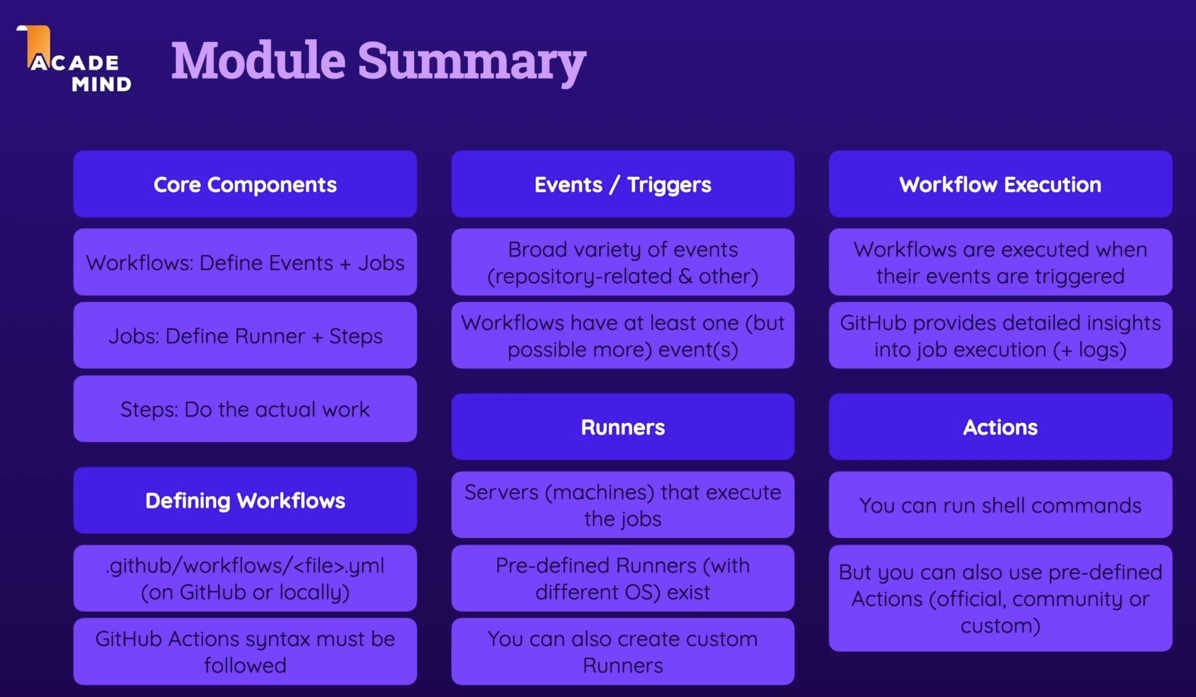 ACADE
MIND
Module Summary
Core Components
Workflows: Define Events + Jobs
Jobs: Define Runner + Steps
Steps: Do the actual work
Defining Workflows
.github/workflows/<file>.yml
(on GitHub or locally)
GitHub Actions syntax must be
followed
Events / Triggers
Broad variety of events
(repository-related & other)
Workflows have at least one (but
possible more) event(s)
Runners
Servers (machines) that execute
the jobs
Pre-defined Runners (with
different OS) exist
You can also create custom
Runners
Workflow Execution
Workflows are executed when
their events are triggered
GitHub provides detailed insights
into job execution (+ logs)
Actions
You can run shell commands
But you can also use pre-defined
Actions (official, community or
custom)